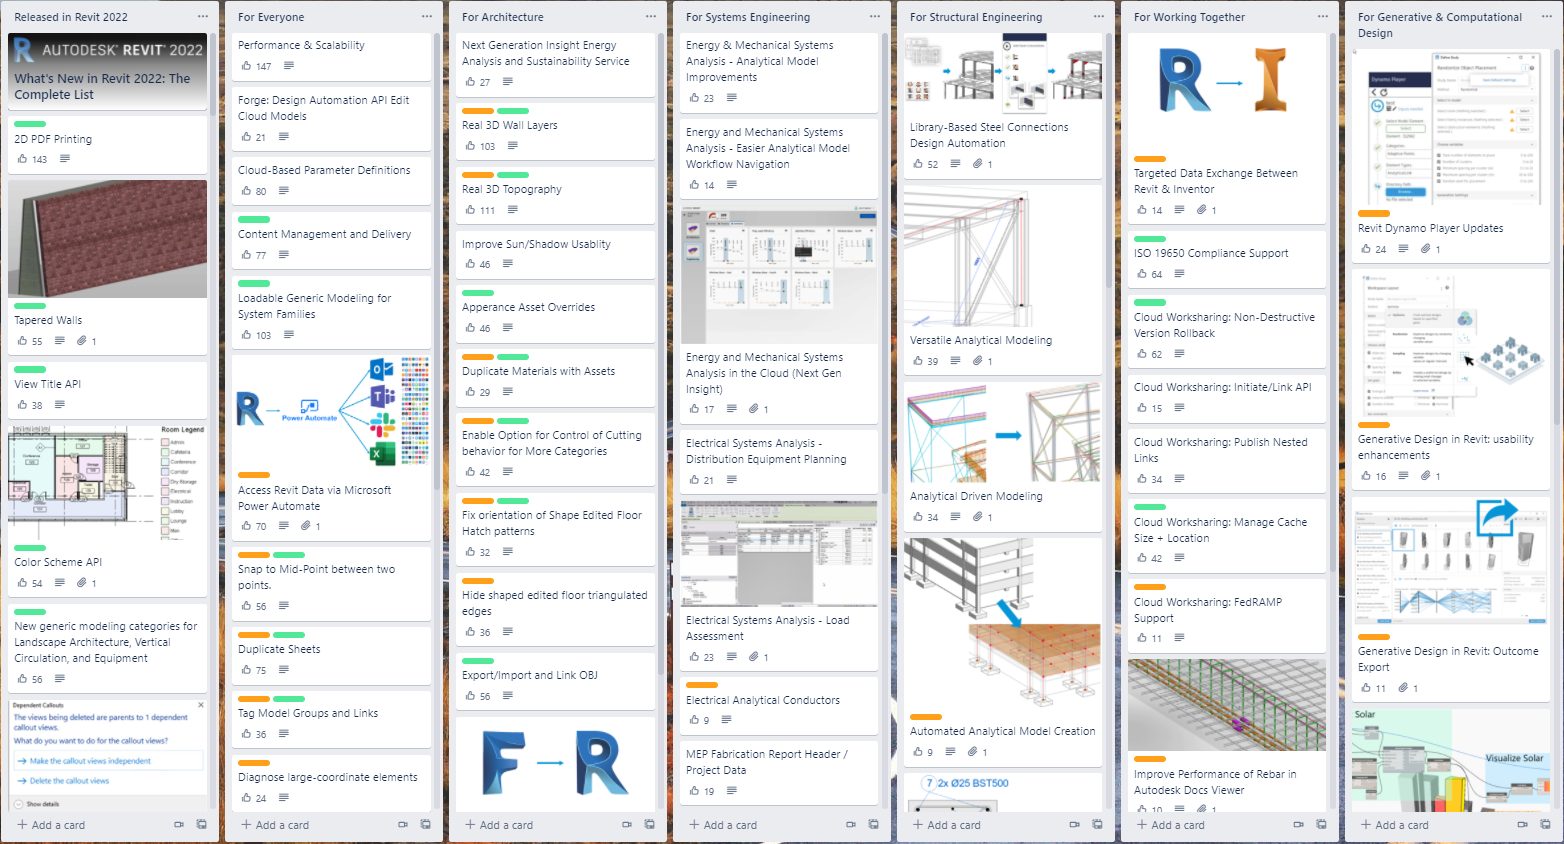 Released in Revit 2022
AUTODESK® REVIT® 2022
What's New in Revit 2022: The
Complete List
2D PDF Printing
143
Tapered Walls
55
1
View Title API
38
Room Legend
Admin
Cafeteria
Conference
Corridor
Dry Storage
Electrical
Instruction
Lobby
Lounge
Men
Color Scheme API
54
1
New generic modeling categories for
Landscape Architecture, Vertical
Circulation, and Equipment
56
Dependent Callouts
The views being deleted are parents to 1 dependent
callout views.
What do you want to do for the callout views?
Make the callout views independent
Delete the callout views
Show details
Add a card
For Everyone
Performance & Scalability
147
Forge: Design Automation API Edit
Cloud Models
21
Cloud-Based Parameter Definitions
80
Content Management and Delivery
77
Loadable Generic Modeling for
System Families
103
Power Automate
Access Revit Data via Microsoft
Power Automate
70
1
Snap to Mid-Point between two
points.
56
Duplicate Sheets
75
Tag Model Groups and Links
36
Diagnose large-coordinate elements
24
Add a card
For Architecture
Next Generation Insight Energy
Analysis and Sustainability Service
27
Real 3D Wall Layers
103
Real 3D Topography
111
Improve Sun/Shadow Usablity
46
Apperance Asset Overrides
46
Duplicate Materials with Assets
29
Enable Option for Control of Cutting
behavior for More Categories
42
Fix orientation of Shape Edited Floor
Hatch patterns
32
Hide shaped edited floor triangulated
edges
36
Export/Import and Link OBJ
56
F
R
Add a card
For Systems Engineering
Energy & Mechanical Systems
Analysis - Analytical Model
Improvements
23
Energy and Mechanical Systems
Analysis - Easier Analytical Model
Workflow Navigation
14
Energy and Mechanical Systems
Analysis in the Cloud (Next Gen
Insight)
17
1
Electrical Systems Analysis -
Distribution Equipment Planning
21
Electrical Systems Analysis - Load
Assessment
23
1
Electrical Analytical Conductors
9
MEP Fabrication Report Header /
Project Data
19
Add a card
For Structural Engineering
Library-Based Steel Connections
Design Automation
52
1
Versatile Analytical Modeling
39
1
Analytical Driven Modeling
34
1
Automated Analytical Model Creation
9
1
7 2x Ø25 BST500
Add a card
For Working Together
R
I
Targeted Data Exchange Between
Revit & Inventor
14
1
ISO 19650 Compliance Support
64
Cloud Worksharing: Non-Destructive
Version Rollback
62
Cloud Worksharing: Initiate/Link API
15
Cloud Worksharing: Publish Nested
Links
34
Cloud Worksharing: Manage Cache
Size + Location
42
Cloud Worksharing: FedRAMP
Support
11
Improve Performance of Rebar in
Autodesk Docs Viewer
10
1
Add a card
For Generative & Computational
Design
Dynamo Player
Randomize Object Placement
Revit Dynamo Player Updates
24
1
Generative Design in Revit: usability
enhancements
16
1
Generative Design in Revit: Outcome
Export
11
1
Solar
Visualize Solar
Add a card